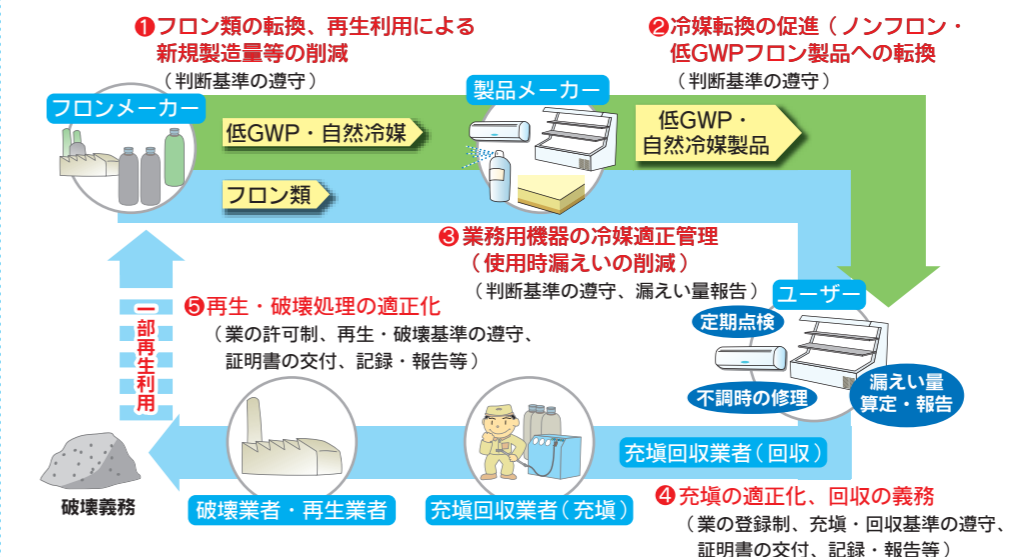 ❶フロン類の転換、再生利用による
新規製造量等の削減
（判断基準の遵守）
❷冷媒転換の促進（ノンフロン・
低GWPフロン製品への転換
（判断基準の遵守）
フロンメーカー
製品メーカー
低GWP・自然冷媒
低GWP・
自然冷媒製品
フロン類
❸業務用機器の冷媒適正管理
（使用時漏えいの削減）
（判断基準の遵守、漏えい量報告）
ユーザー
定期点検
不調時の修理
漏えい量
算定・報告
❺再生・破壊処理の適正化
（業の許可制、再生・破壊基準の遵守、
証明書の交付、記録・報告等）
一部再生利用
破壊義務
破壊業者・再生業者
充塡回収業者（充塡）
充塡回収業者（回収）
❹充塡の適正化、回収の義務
（業の登録制、充塡・回収基準の遵守、
証明書の交付、記録・報告等）